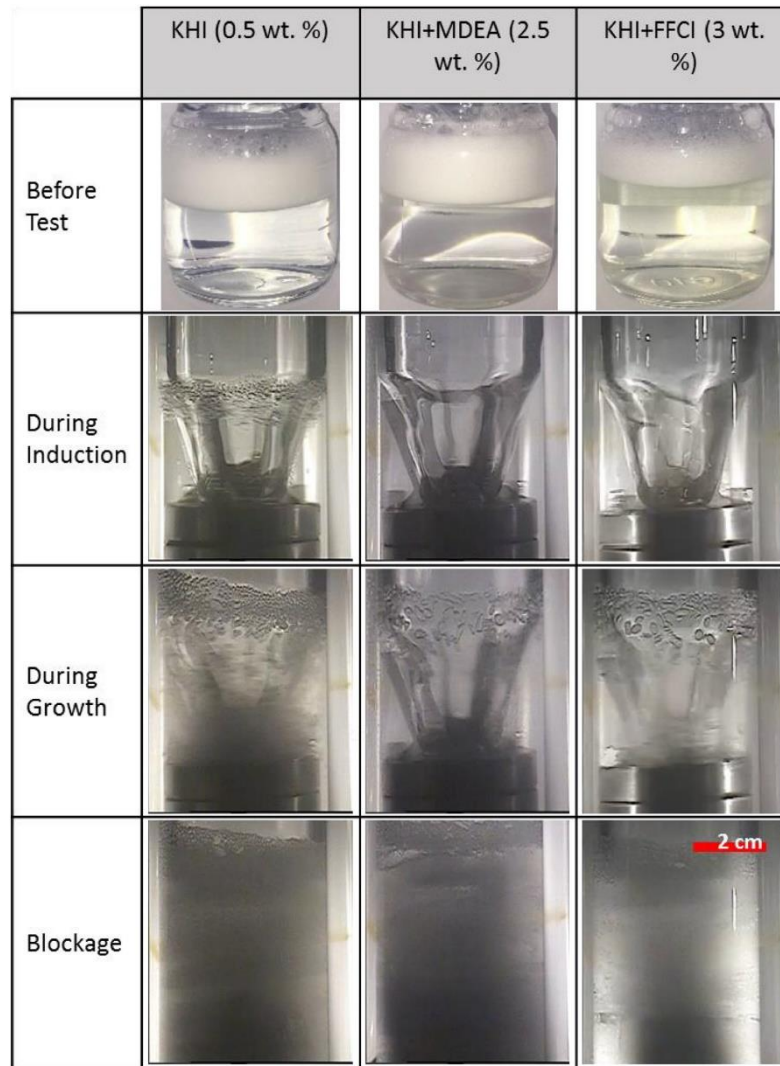 KHI (0.5 wt. %)
KHI+MDEA (2.5
wt. %)
KHI+FFCI (3 wt.
%)
Before
Test
During
Induction
During
Growth
Blockage
2 cm